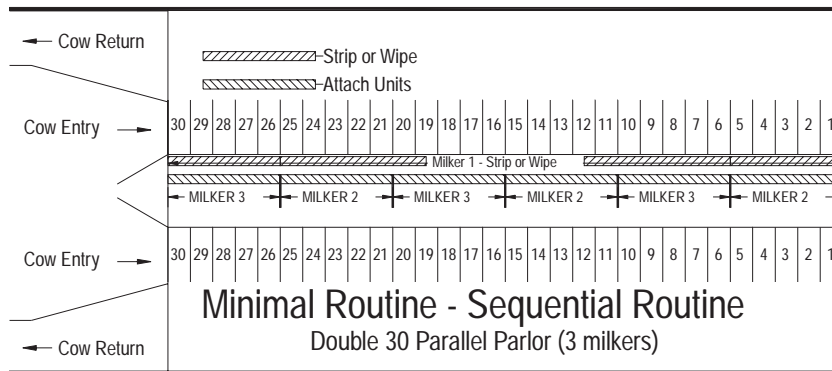 Cow Return
Strip or Wipe
Attach Units
Cow Entry
30 29 28 27 26 25 24 23 22 21 20 19 18 17 16 15 14 13 12 11 10 9 8 7 6 5 4 3 2 1
Milker 1 - Strip or Wipe
MILKER 3 MILKER 2 MILKER 3 MILKER 2 MILKER 3 MILKER 2
Cow Entry
30 29 28 27 26 25 24 23 22 21 20 19 18 17 16 15 14 13 12 11 10 9 8 7 6 5 4 3 2 1
Minimal Routine - Sequential Routine
Double 30 Parallel Parlor (3 milkers)
Cow Return